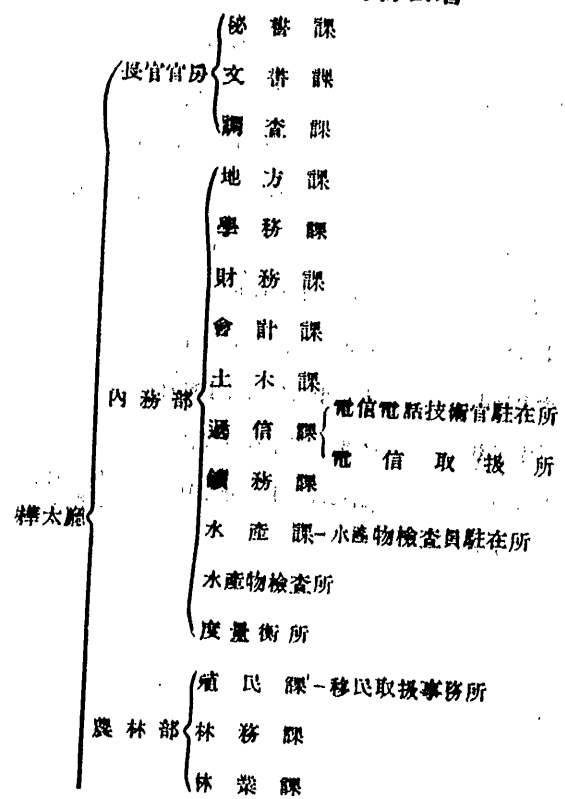 秘書課
長官官房
文書課
調查課
地方課
學務課
財務課
會計課
土木課
內務部
遞信課
電信電話技術官駐在所
電信取扱所
鑛務課
樺太廳
水產課-水產物檢查員駐在所
水產物檢查所
度量衡所
殖民課-移民取扱事務所
農林部
林務課
林業課